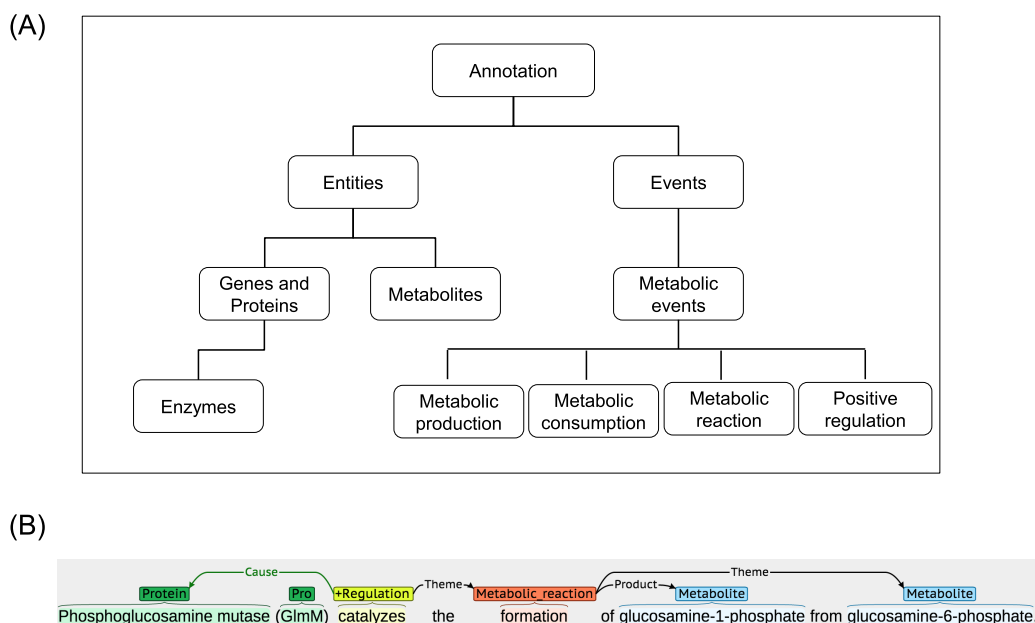 (A)
Annotation
Entities
Events
Genes and
Proteins
Metabolites
Metabolic
events
Enzymes
Metabolic
production
Metabolic
consumption
Metabolic
reaction
Positive
regulation
(B)
Cause
Theme
Product
Theme
Protein Pro +Regulation Metabolic_reaction Metabolite Metabolite
Phosphoglucosamine mutase (GlmM) catalyzes the formation of glucosamine-1-phosphate from glucosamine-6-phosphate